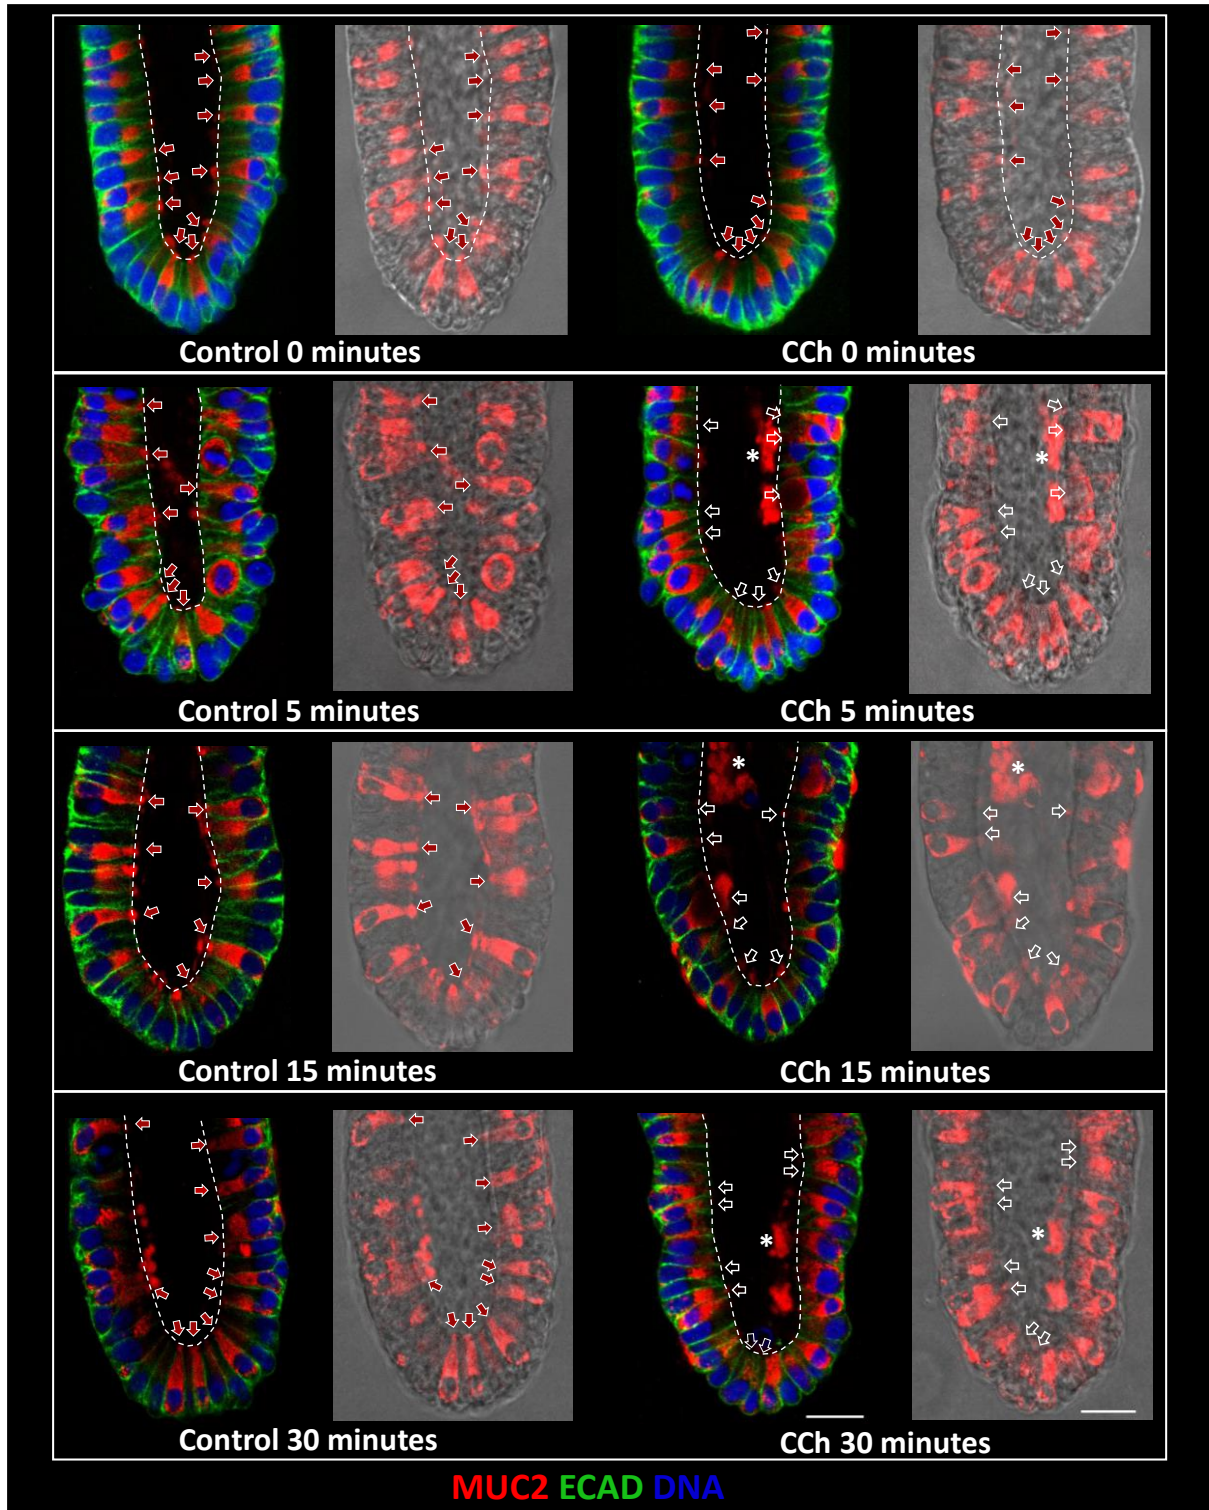 Control 0 minutes
CCh 0 minutes
*
*
Control 5 minutes
CCh 5 minutes
*
*
Control 15 minutes
CCh 15 minutes
*
*
Control 30 minutes
CCh 30 minutes
MUC2 ECAD DNA